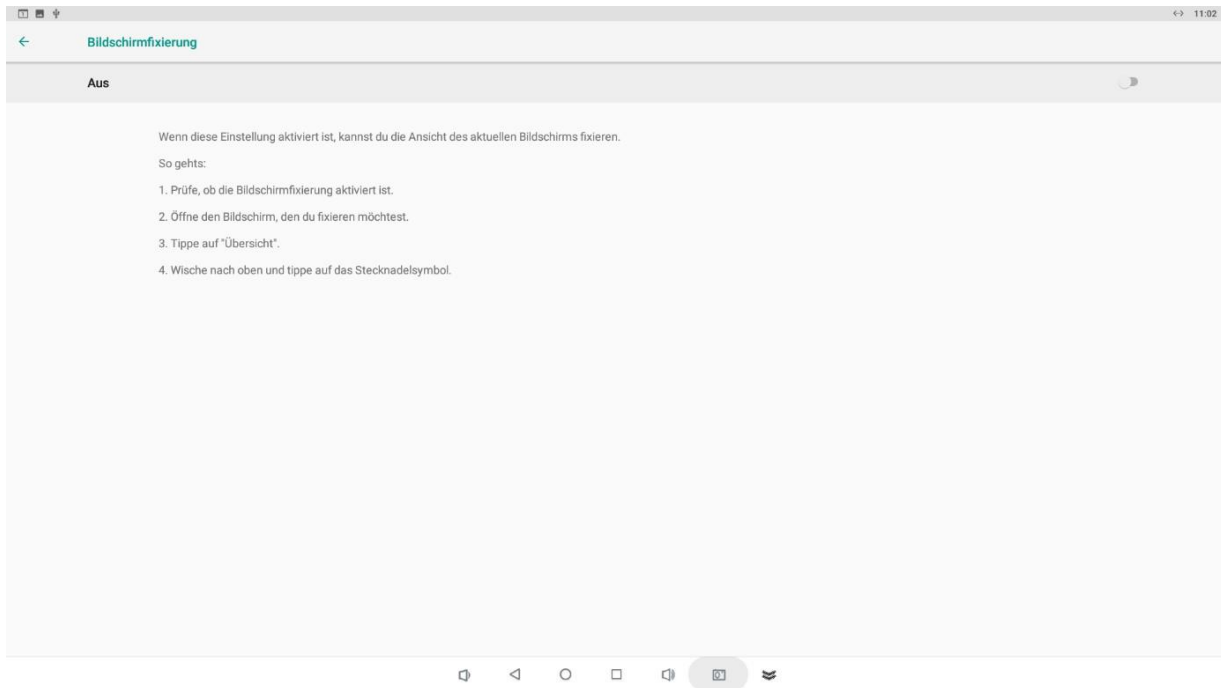 11:02
Bildschirmfixierung
Aus
Wenn diese Einstellung aktiviert ist, kannst du die Ansicht des aktuellen Bildschirms fixieren.
So gehts:
1. Prüfe, ob die Bildschirmfixierung aktiviert ist.
2. Öffne den Bildschirm, den du fixieren möchtest.
3. Tippe auf "Übersicht".
4. Wische nach oben und tippe auf das Stecknadelsymbol.